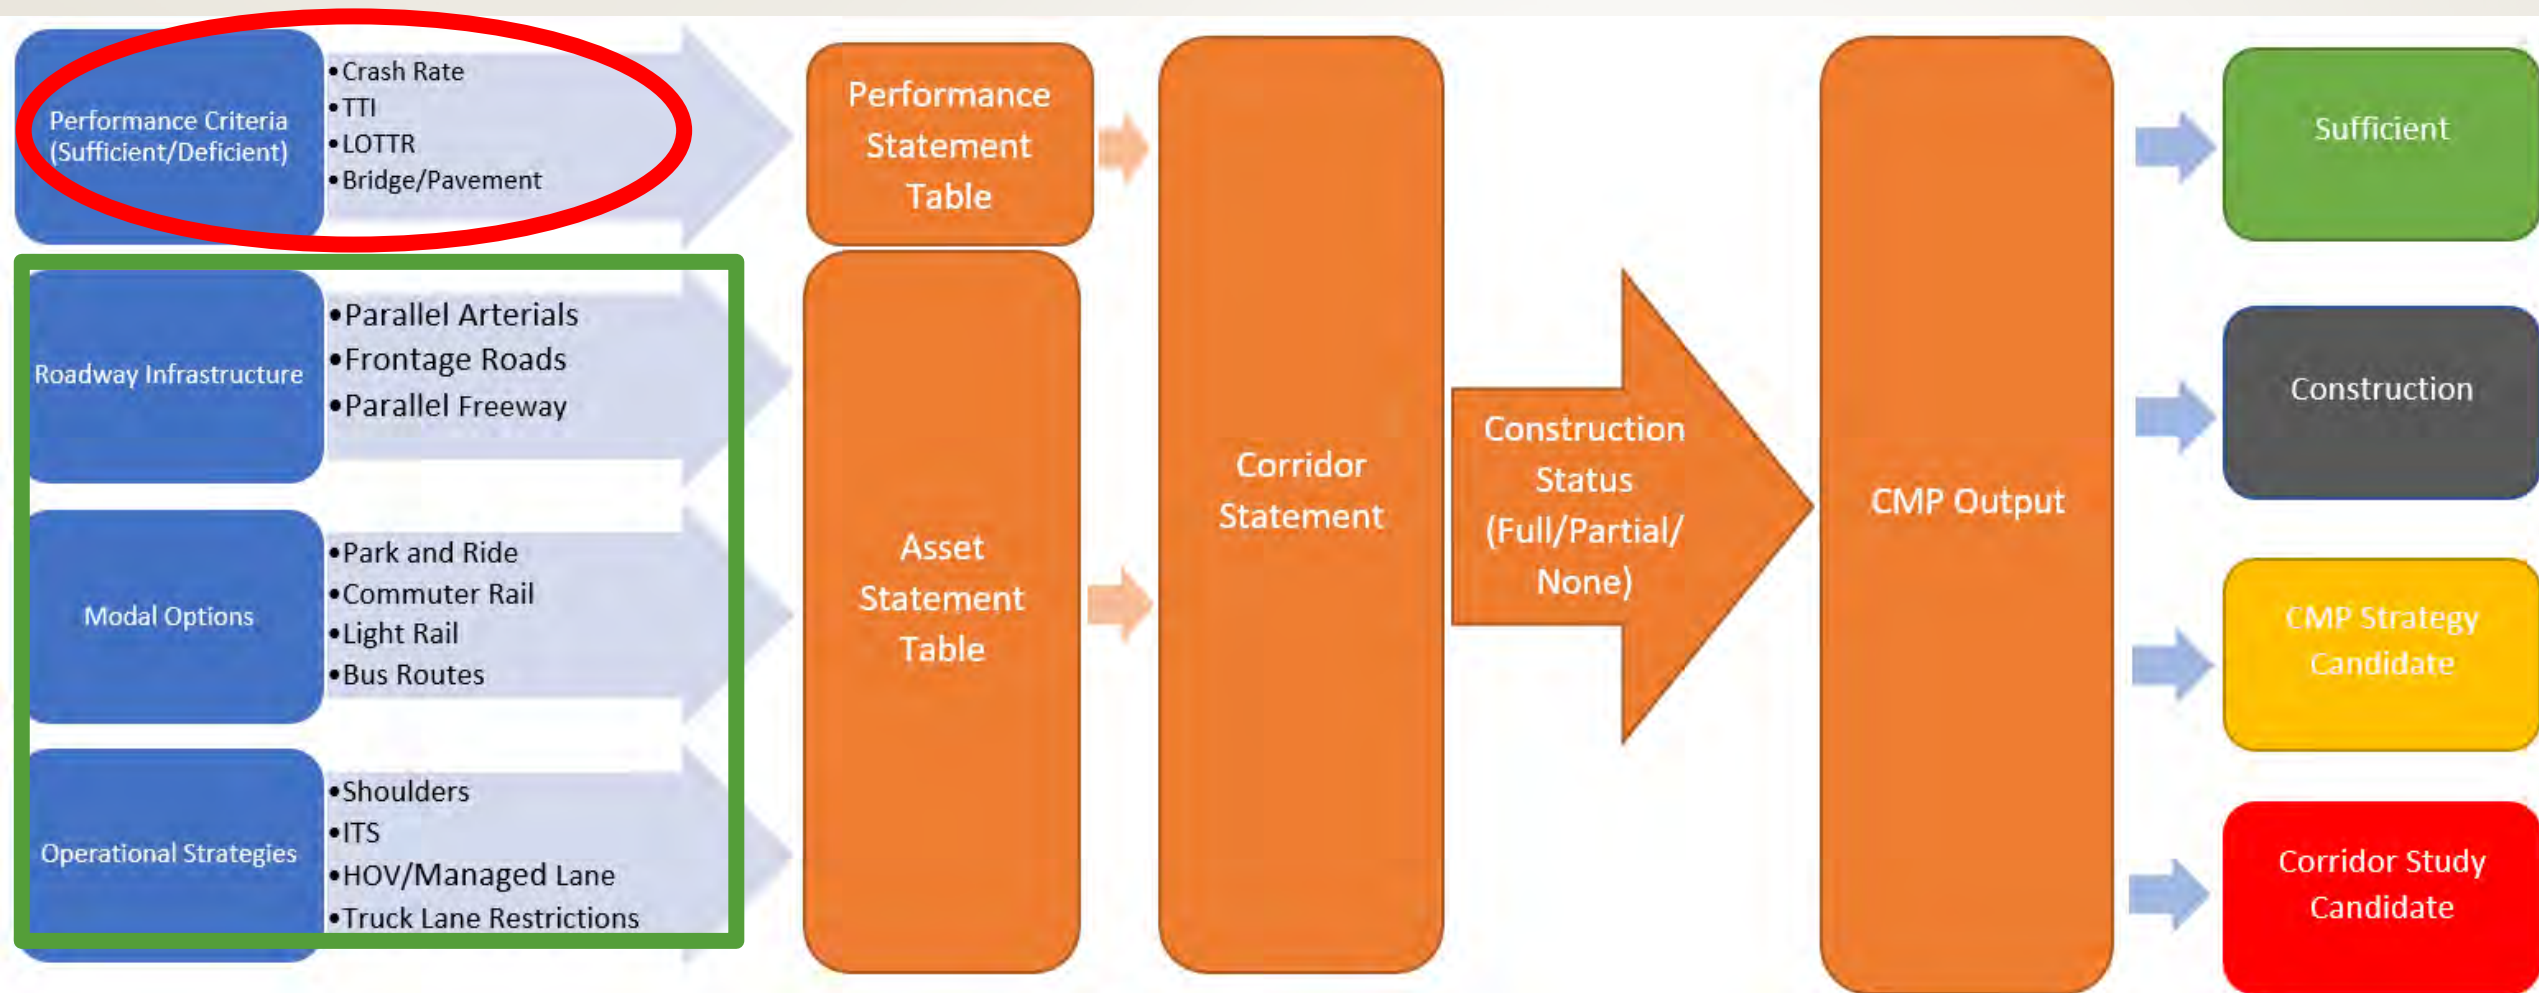 Performance Criteria
(Sufficient/Deficient)
•Crash Rate
•TTI
•LOTTR
•Bridge/Pavement
Roadway Infrastructure
•Parallel Arterials
•Frontage Roads
•Parallel Freeway
Modal Options
•Park and Ride
•Commuter Rail
•Light Rail
•Bus Routes
Operational Strategies
•Shoulders
•ITS
•HOV/Managed Lane
•Truck Lane Restrictions
Performance
Statement
Table
Asset
Statement
Table
Corridor
Statement
Construction
Status
(Full/Partial/
None)
CMP Output
Sufficient
Construction
CMP Strategy
Candidate
Corridor Study
Candidate